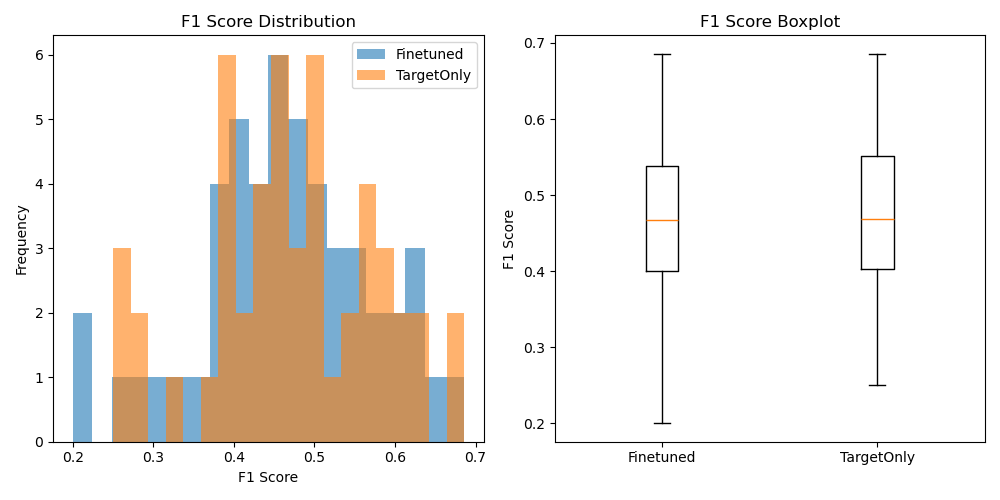 F1 Score Distribution
Frequency
6
5
4
3
2
1
0
Finetuned
TargetOnly
0.2 0.3 0.4 0.5 0.6 0.7
F1 Score
F1 Score Boxplot
F1 Score
0.7
0.6
0.5
0.4
0.3
0.2
Finetuned TargetOnly